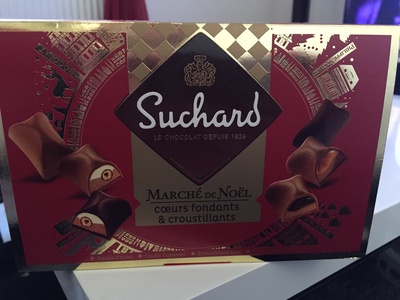 Suchard
LE CHOCOLAT DEPUIS 1826
MARCHÉ DE NOËL
cœurs fondants
& croustillants